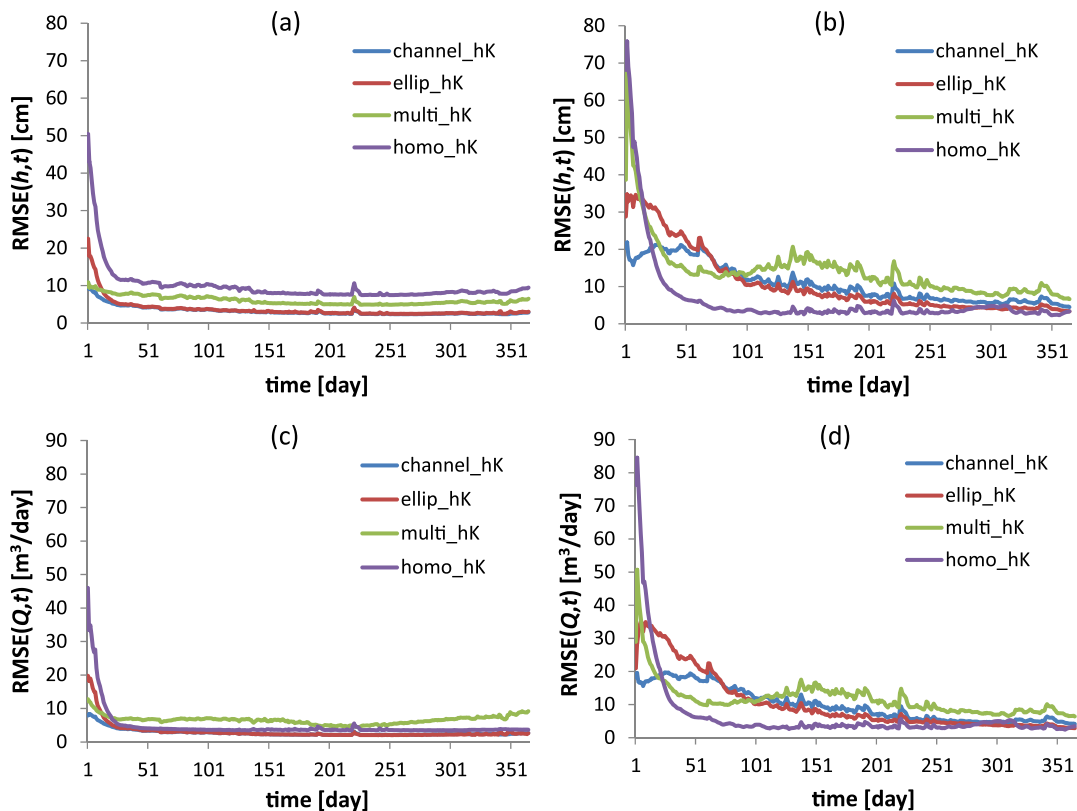 (a)
80
70
60
50
40
30
20
10
0
RMSE(h,t) [cm]
channel_hK
ellip_hK
multi_hK
homo_hK
1 51 101 151 201 251 301 351
time [day]
(b)
80
70
60
50
40
30
20
10
0
RMSE(h,t) [cm]
channel_hK
ellip_hK
multi_hK
homo_hK
1 51 101 151 201 251 301 351
time [day]
(c)
90
80
70
60
50
40
30
20
10
0
RMSE(Q,t) [m³/day]
channel_hK
ellip_hK
multi_hK
homo_hK
1 51 101 151 201 251 301 351
time [day]
(d)
90
80
70
60
50
40
30
20
10
0
RMSE(Q,t) [m³/day]
channel_hK
ellip_hK
multi_hK
homo_hK
1 51 101 151 201 251 301 351
time [day]